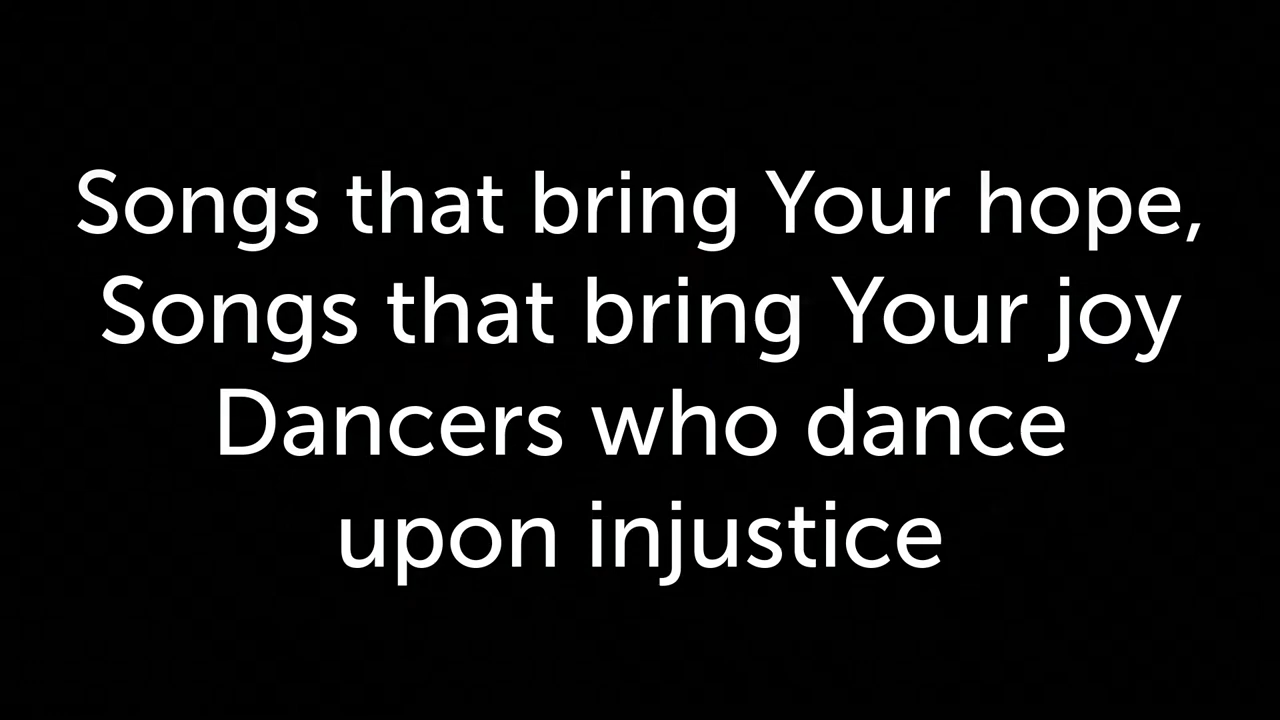 Songs that bring Your hope,
Songs that bring Your joy
Dancers who dance
upon injustice